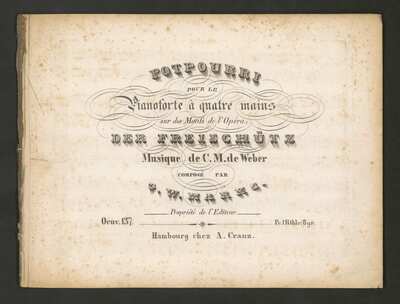 POTPOURRI
POUR LE
Pianoforte à quatre mains
sur des Motifs de l'Opéra,
DER FREISCHÜTZ
Musique de C. M. de Weber
COMPOSÉ PAR
G. W. MARKS.
Propriété de l'Editeur
Oeuv. 137.
Hambourg chez A. Cranz.